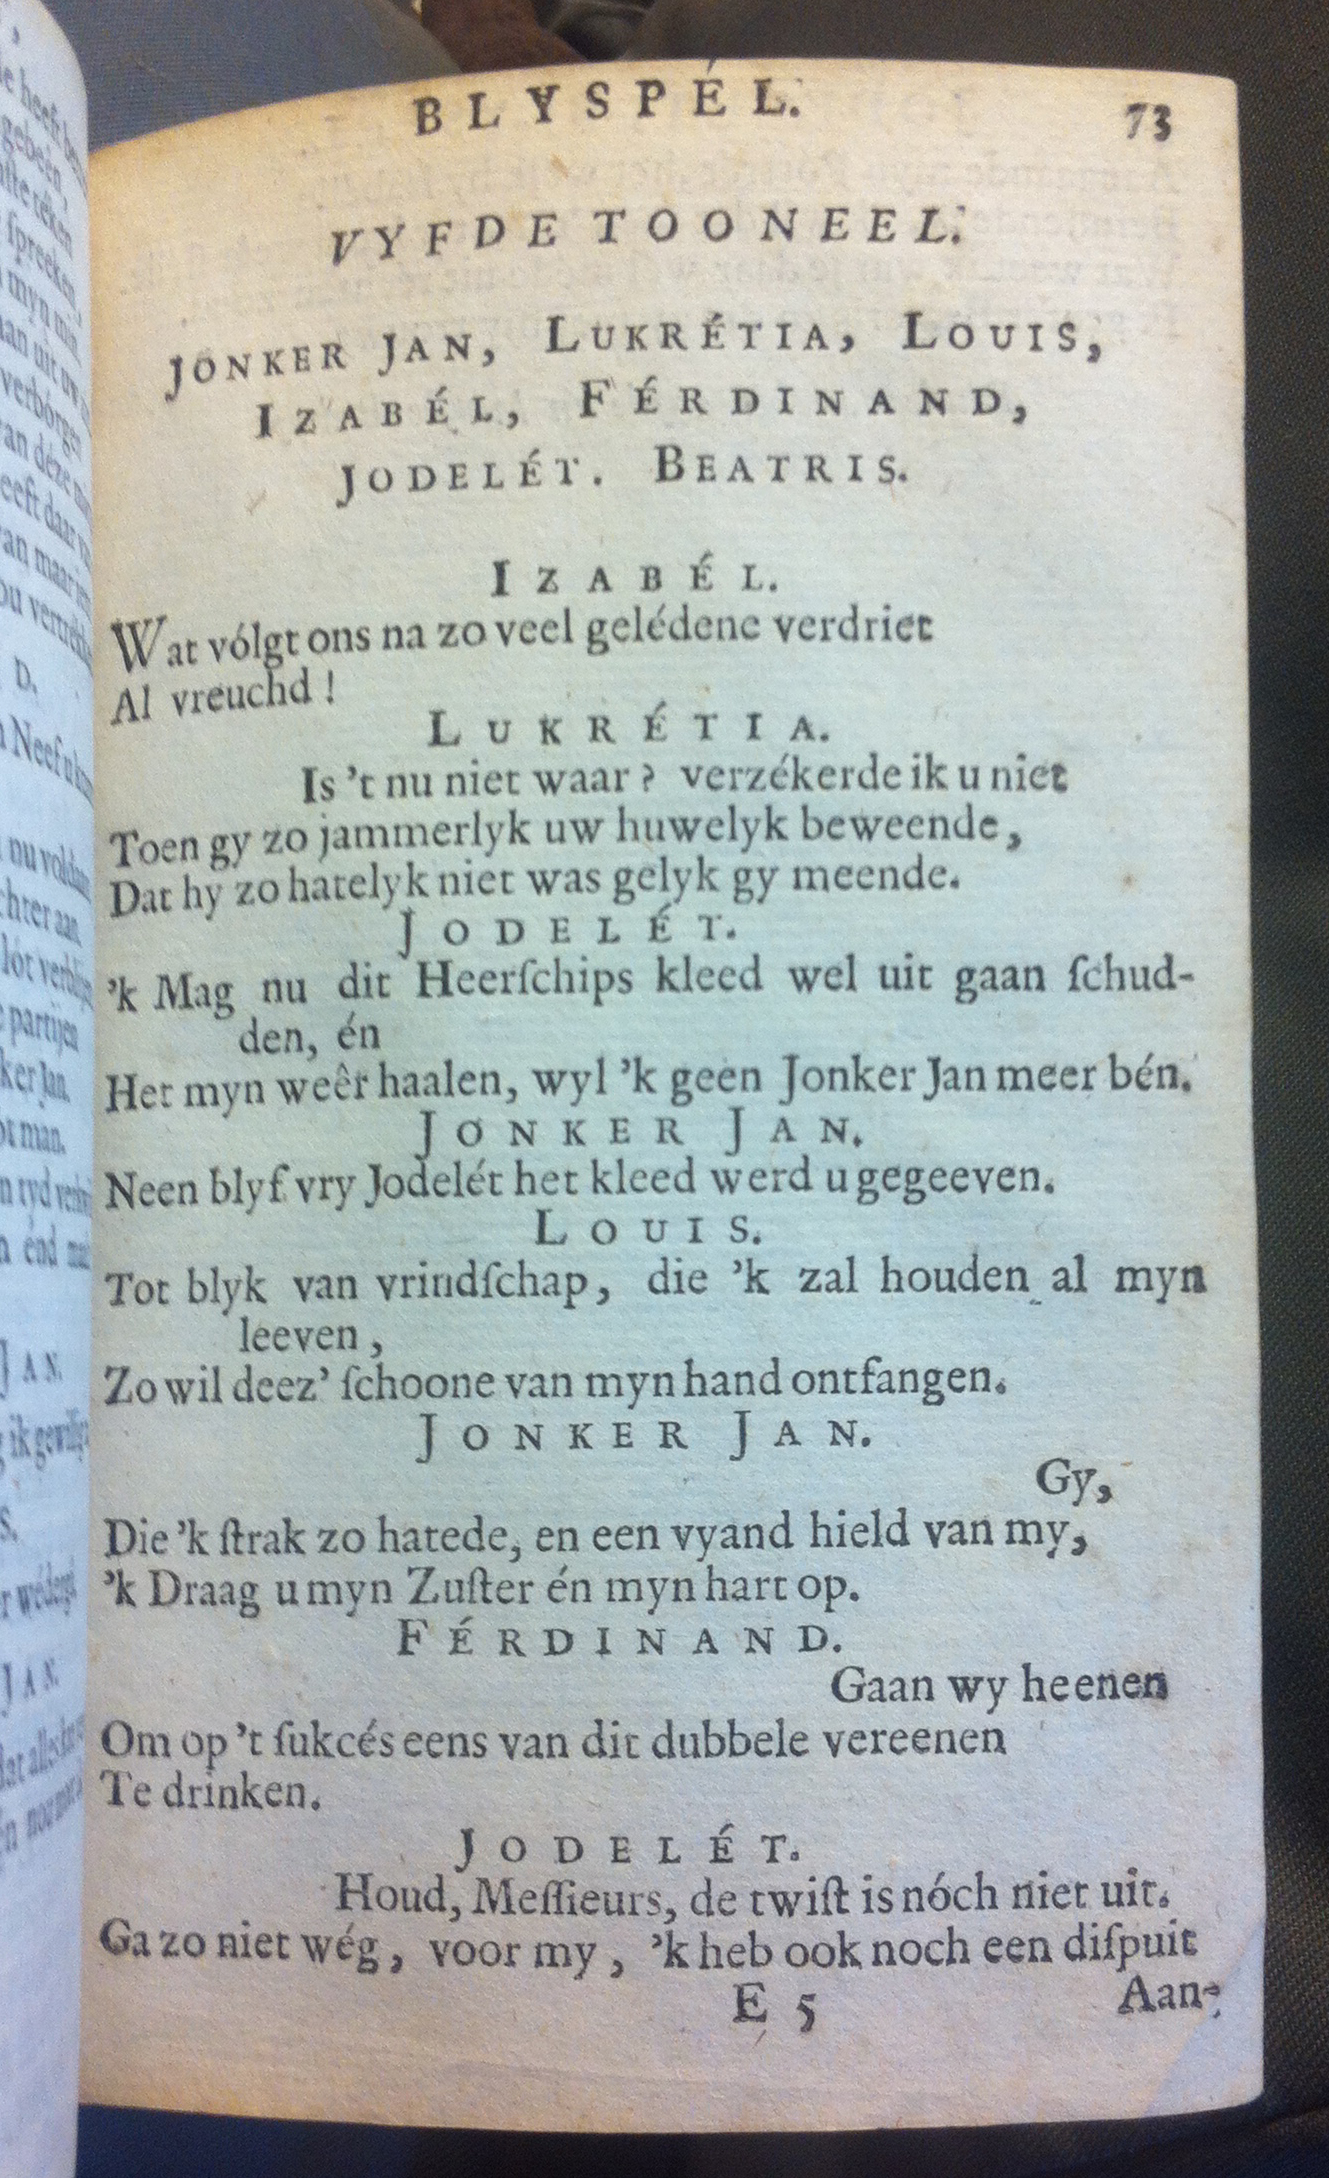 BLYSPÉL. 73
VYFDE TOONEEL.
JONKER JAN, LUKRÉTIA, LOUIS,
IZABÉL, FÉRDINAND,
JODELÉT. BEATRIS.
IZABÉL.
Wat vólgt ons na zo veel gelédene verdriet
Al vreuchd!
LUKRÉTIA.
Is 't nu niet waar? verzékerde ik u niet
Toen gy zo jammerlyk uw huwelyk beweende,
Dat hy zo hatelyk niet was gelyk gy meende.
JODELÉT.
'k Mag nu dit Heerſchips kleed wel uit gaan ſchud-
den, én
Het myn weêr haalen, wyl 'k geen Jonker Jan meer bén.
JONKER JAN.
Neen blyf vry Jodelét het kleed werd u gegeeven.
LOUIS.
Tot blyk van vrindſchap, die 'k zal houden al myn
leeven,
Zo wil deez' ſchoone van myn hand ontfangen.
JONKER JAN.
Gy,
Die 'k ſtrak zo hatede, en een vyand hield van my,
'k Draag u myn Zuſter én myn hart op.
FÉRDINAND.
Gaan wy heenen
Om op 't ſukcés eens van dit dubbele vereenen
Te drinken.
JODELÉT.
Houd, Meſſieurs, de twiſt is nóch niet uit.
Ga zo niet wég, voor my, 'k heb ook noch een diſpuit
E 5 Aan-